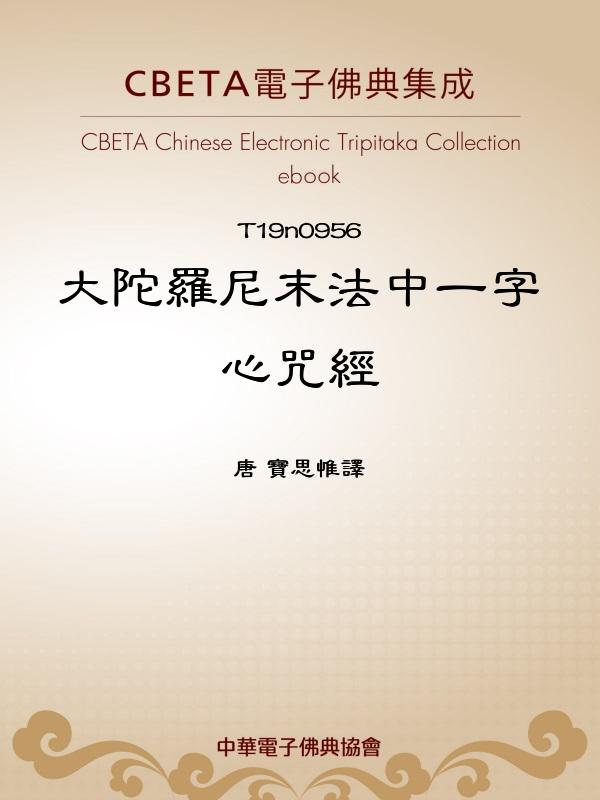 CBETA電子佛典集成
CBETA Chinese Electronic Tripitaka Collection
ebook
T19n0956
大陀羅尼末法中一字
心咒經
唐 寶思惟譯
中華電子佛典協會